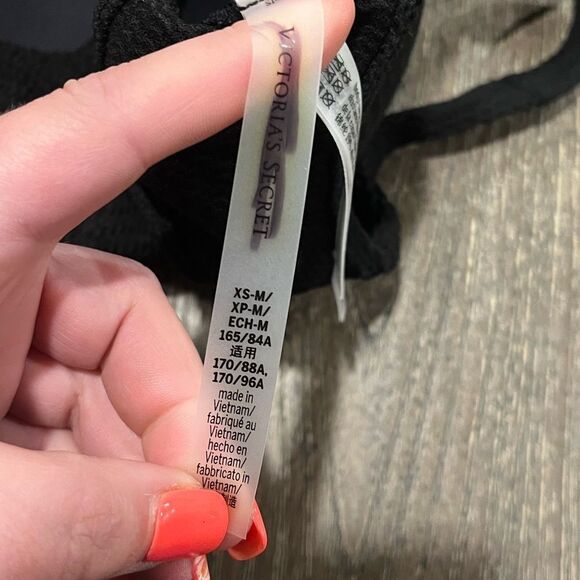 VICTORIA'S SECRET
XS-M/
XP-M/
ECH-M
165/84A
适用
170/88A,
170/96A
made in
Vietnam/
fabriqué au
Vietnam/
hecho en
Vietnam/
fabbricato in
Vietnam/